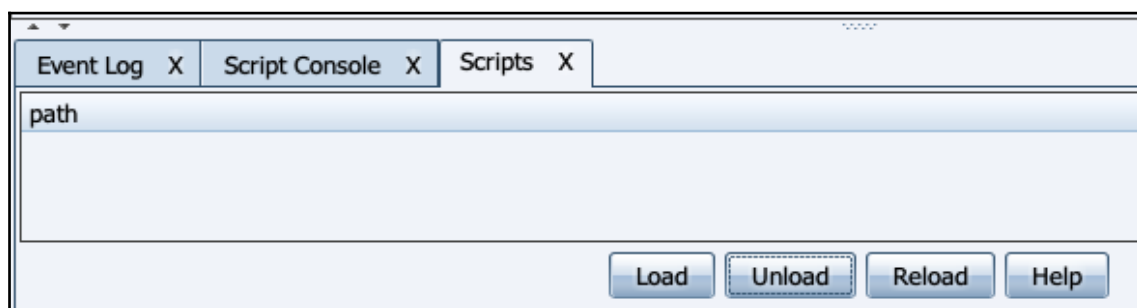 Event Log X Script Console X Scripts X
path
Load Unload Reload Help